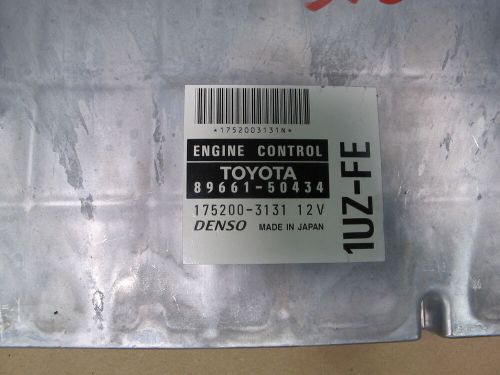 *1752003131N*
ENGINE CONTROL
TOYOTA
89661-50434
175200-3131 12V
DENSO MADE IN JAPAN
1UZ-FE